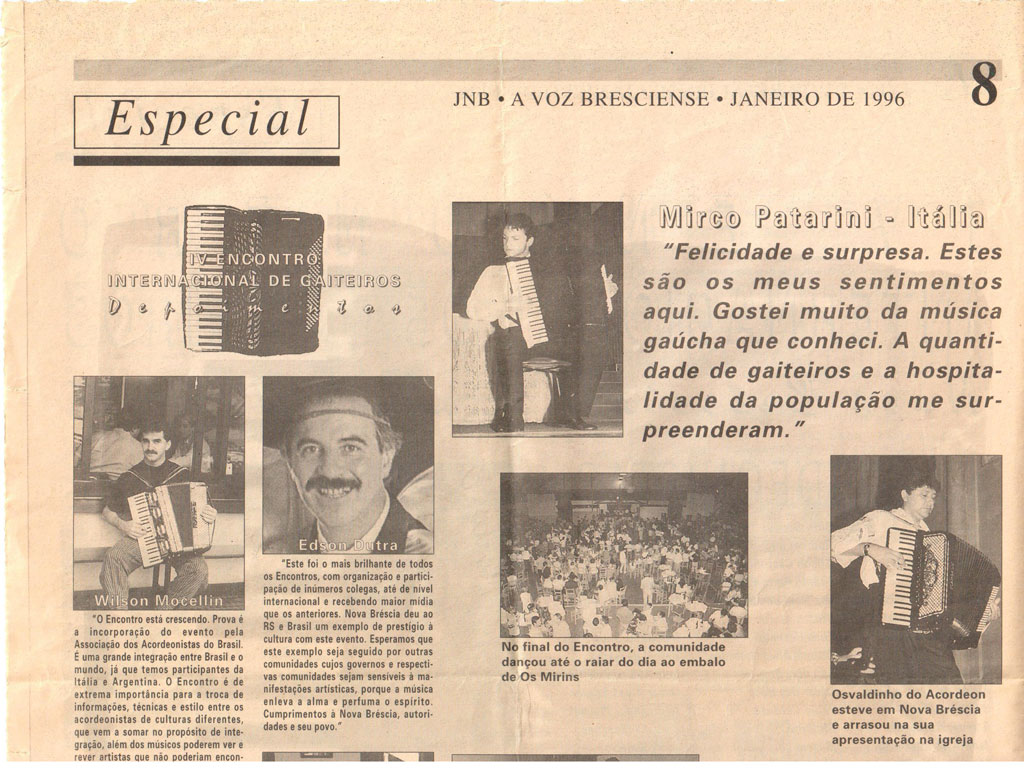 JNB • A VOZ BRESCIENSE • JANEIRO DE 1996
8
Especial
IV ENCONTRO
INTERNACIONAL DE GAITEIROS
Depoimentos
Mirco Patarini - Itália
“Felicidade e surpresa. Estes
são os meus sentimentos
aqui. Gostei muito da música
gaúcha que conheci. A quanti-
dade de gaiteiros e a hospita-
lidade da população me sur-
preenderam.”
Wilson Mocellin
"O Encontro está crescendo. Prova é
a incorporação do evento pela
Associação dos Acordeonistas do Brasil.
É uma grande integração entre Brasil e o
mundo, já que temos participantes da
Itália e Argentina. O Encontro é de
extrema importância para a troca de
informações, técnicas e estilo entre os
acordeonistas de culturas diferentes,
que vem a somar no propósito de inte-
gração, além dos músicos poderem ver e
rever artistas que não poderiam encon-
Edson Dutra
"Este foi o mais brilhante de todos
os Encontros, com organização e partici-
pação de inúmeros colegas, até de nível
internacional e recebendo maior mídia
que os anteriores. Nova Bréscia deu ao
RS e Brasil um exemplo de prestígio à
cultura com este evento. Esperamos que
este exemplo seja seguido por outras
comunidades cujos governos e respecti-
vas comunidades sejam sensíveis à ma-
nifestações artísticas, porque a música
enleva a alma e perfuma o espírito.
Cumprimentos à Nova Bréscia, autori-
dades e seu povo."
No final do Encontro, a comunidade
dançou até o raiar do dia ao embalo
de Os Mirins
Osvaldinho do Acordeon
esteve em Nova Bréscia
e arrasou na sua
apresentação na igreja